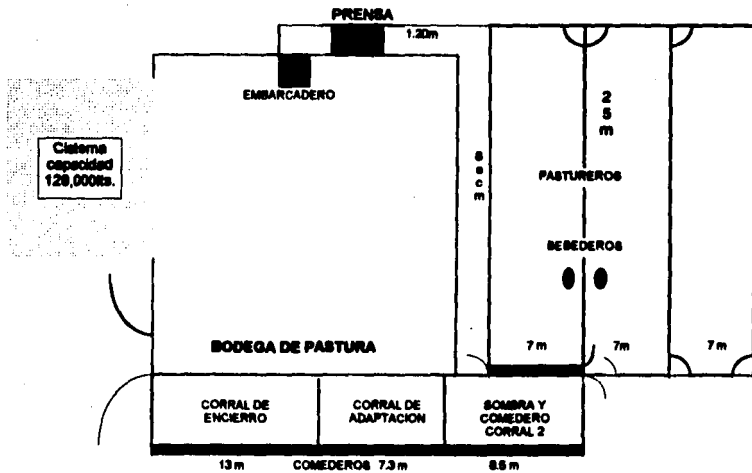 PRENSA
1.20m
EMBARCADERO
2
5
m
Cisterna
capacidad
128,000lts.
PASTUREROS
BEBEDEROS
BODEGA DE PASTURA
7 m
7m
7 m
CORRAL DE
ENCIERRO
CORRAL DE
ADAPTACION
SOMBRA Y
COMEDERO
CORRAL 2
13 m
COMEDEROS 7.3 m
8.5 m